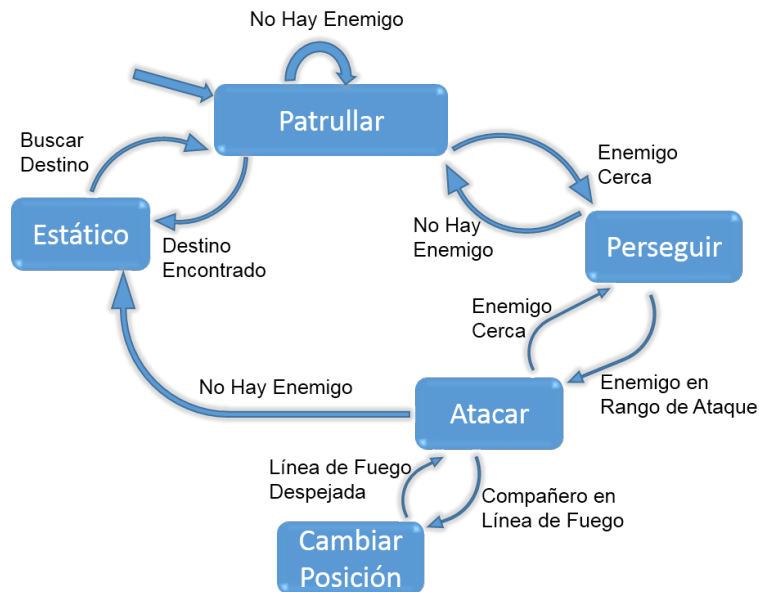 No Hay Enemigo
Patrullar
Buscar
Destino
Enemigo
Cerca
Estático
Destino
Encontrado
No Hay
Enemigo
Perseguir
Enemigo
Cerca
No Hay Enemigo
Atacar
Enemigo en
Rango de Ataque
Línea de Fuego
Despejada
Compañero en
Línea de Fuego
Cambiar
Posición